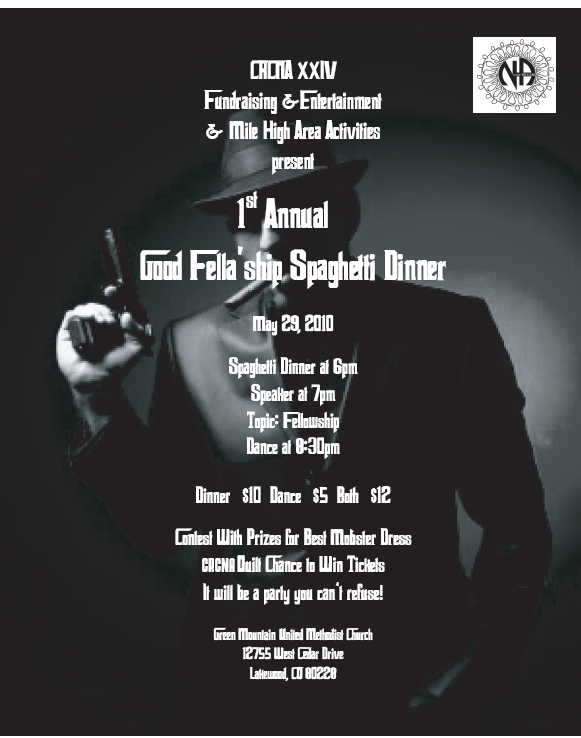 CRCNA XXIV
NA
Fundraising & Entertainment
& Mile High Area Activities
present
1st Annual
Good Fella'ship Spaghetti Dinner
May 29, 2010
Spaghetti Dinner at 6pm
Speaker at 7pm
Topic: Fellowship
Dance at 8:30pm
Dinner $10 Dance $5 Both $12
Contest With Prizes for Best Mobster Dress
CRCNA Quilt Chance to Win Tickets
It will be a party you can't refuse!
Green Mountain United Methodist Church
12755 West Cedar Drive
Lakewood, CO 80228